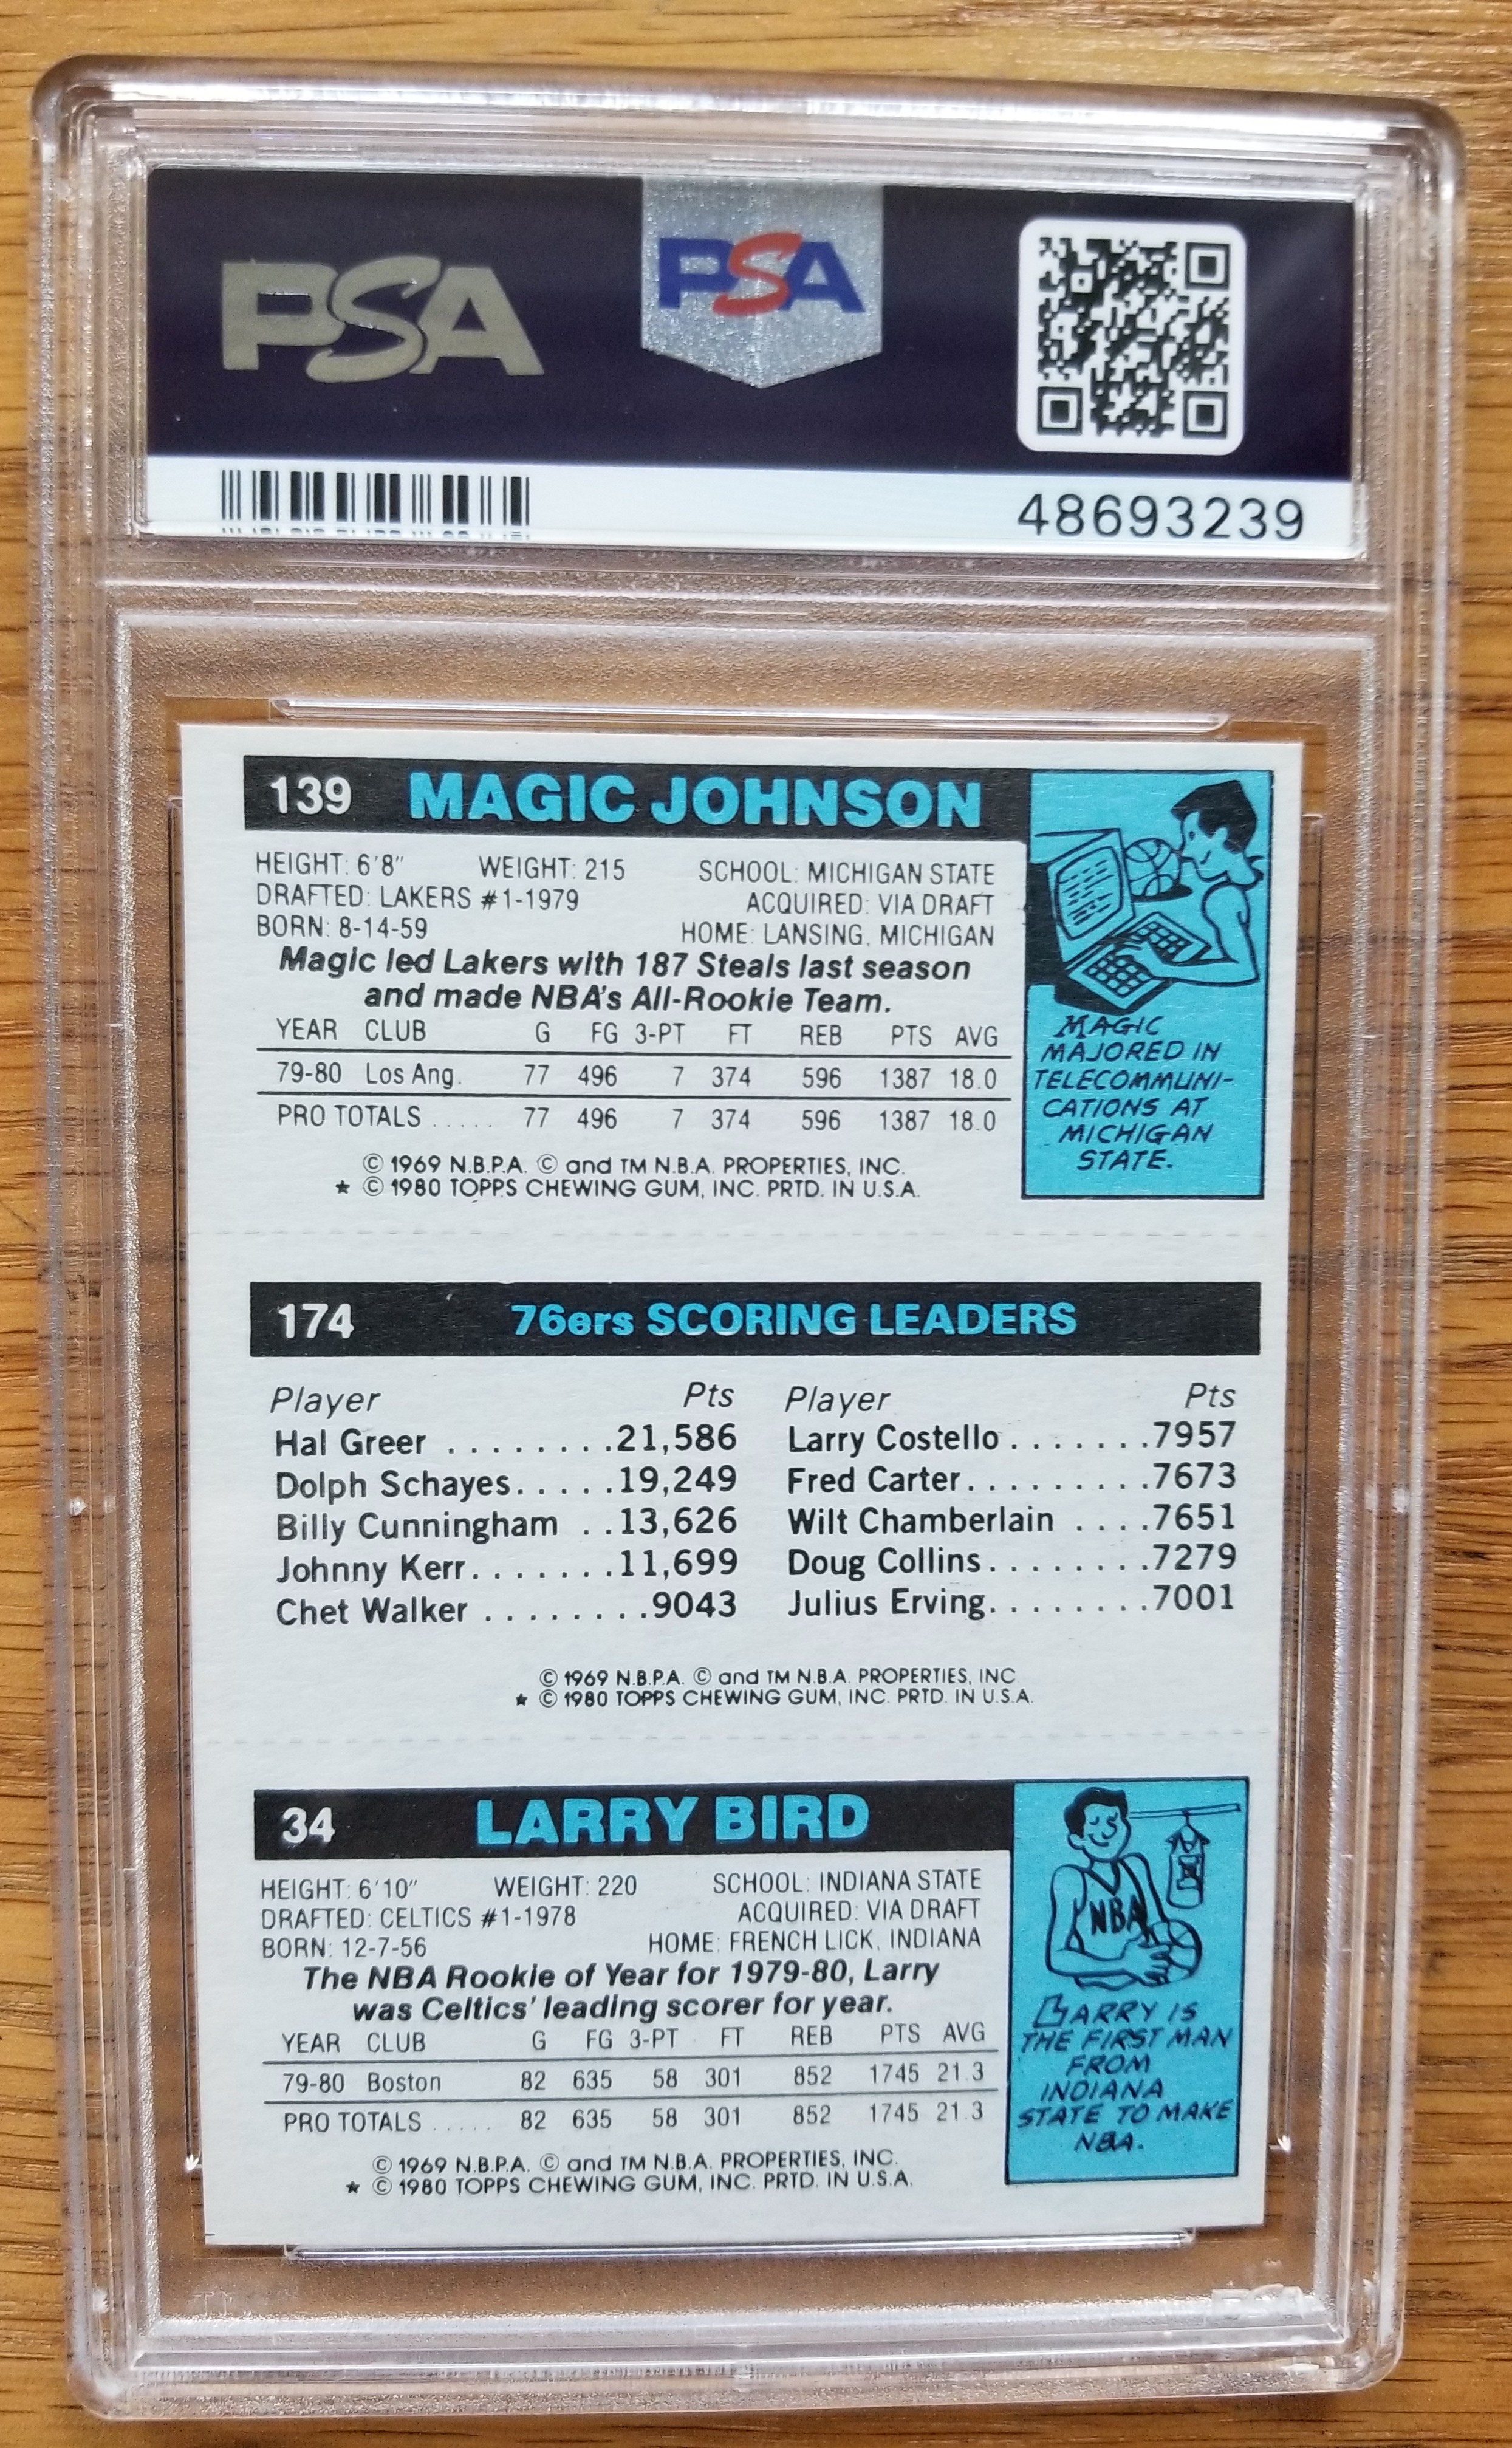 PSA
PSA
48693239
139 MAGIC JOHNSON
HEIGHT: 6'8" WEIGHT: 215 SCHOOL: MICHIGAN STATE
DRAFTED: LAKERS #1-1979 ACQUIRED: VIA DRAFT
BORN: 8-14-59 HOME: LANSING, MICHIGAN
Magic led Lakers with 187 Steals last season
and made NBA's All-Rookie Team.
YEAR CLUB G FG 3-PT FT REB PTS AVG
79-80 Los Ang. 77 496 7 374 596 1387 18.0
PRO TOTALS ..... 77 496 7 374 596 1387 18.0
© 1969 N.B.P.A. © and TM N.B.A. PROPERTIES, INC.
★ © 1980 TOPPS CHEWING GUM, INC. PRTD. IN U.S.A.
MAGIC
MAJORED IN
TELECOMMUNI-
CATIONS AT
MICHIGAN
STATE.
174 76ers SCORING LEADERS
Player Pts Player Pts
Hal Greer ........21,586 Larry Costello.......7957
Dolph Schayes.....19,249 Fred Carter.........7673
Billy Cunningham ..13,626 Wilt Chamberlain ....7651
Johnny Kerr.......11,699 Doug Collins........7279
Chet Walker ........9043 Julius Erving........7001
© 1969 N.B.P.A. © and TM N.B.A. PROPERTIES, INC
★ © 1980 TOPPS CHEWING GUM, INC. PRTD. IN U.S.A.
34 LARRY BIRD
HEIGHT: 6'10" WEIGHT: 220 SCHOOL: INDIANA STATE
DRAFTED: CELTICS #1-1978 ACQUIRED: VIA DRAFT
BORN: 12-7-56 HOME: FRENCH LICK, INDIANA
The NBA Rookie of Year for 1979-80, Larry
was Celtics' leading scorer for year.
YEAR CLUB G FG 3-PT FT REB PTS AVG
79-80 Boston 82 635 58 301 852 1745 21.3
PRO TOTALS ..... 82 635 58 301 852 1745 21.3
© 1969 N.B.P.A. © and TM N.B.A. PROPERTIES, INC.
★ © 1980 TOPPS CHEWING GUM, INC. PRTD. IN U.S.A.
NBA
LARRY IS
THE FIRST MAN
FROM
INDIANA
STATE TO MAKE
NBA.
PSA